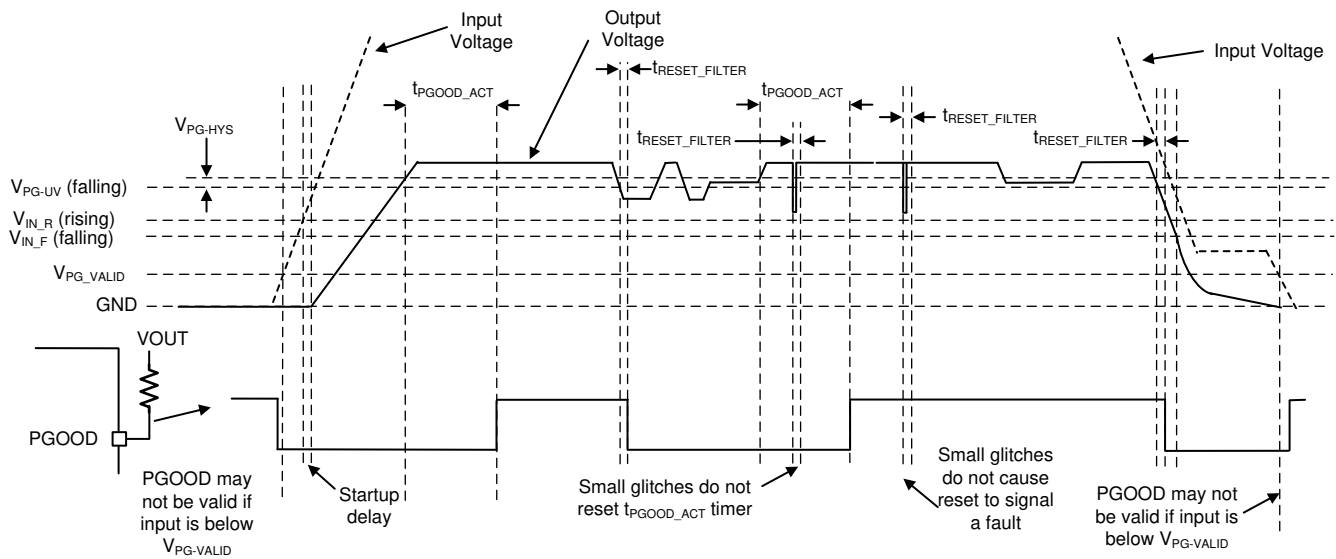 Input
Voltage
Output
Voltage
Input Voltage
tRESET_FILTER
tPGOOD_ACT
tPGOOD_ACT
tRESET_FILTER
tRESET_FILTER
tRESET_FILTER
VPG-HYS
VPG-UV (falling)
VIN_R (rising)
VIN_F (falling)
VPG_VALID
GND
VOUT
PGOOD
PGOOD may
not be valid if
input is below
VPG-VALID
Startup
delay
Small glitches do not
reset tPGOOD_ACT timer
Small glitches
do not cause
reset to signal
a fault
PGOOD may not
be valid if input is
below VPG-VALID